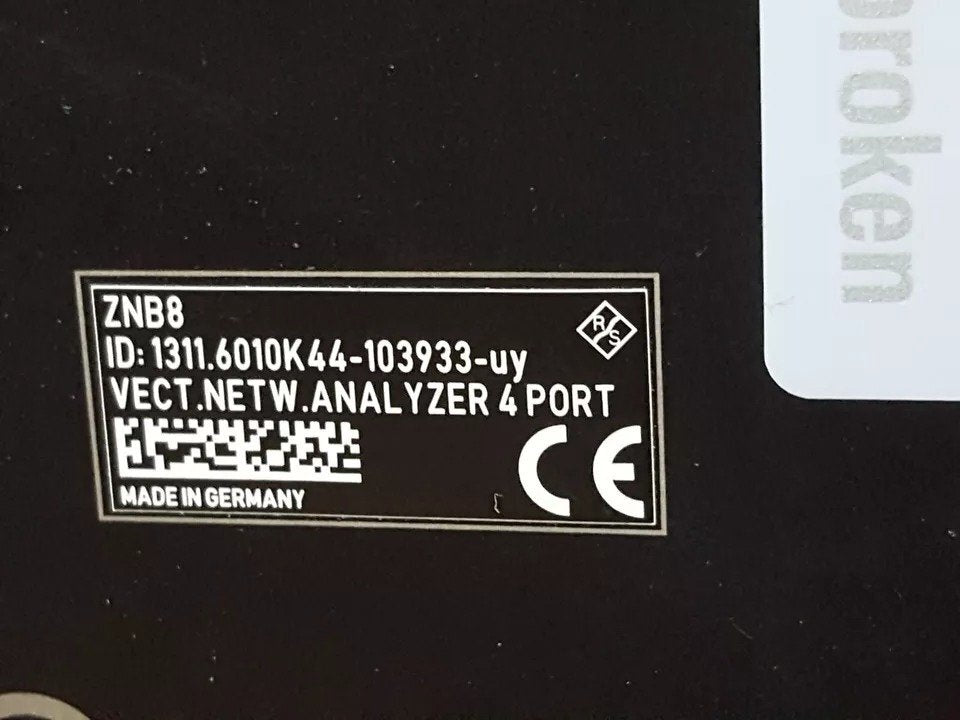 broken
ZNB8
R/S
ID: 1311.6010K44-103933-uy
VECT.NETW.ANALYZER 4 PORT
MADE IN GERMANY
CE